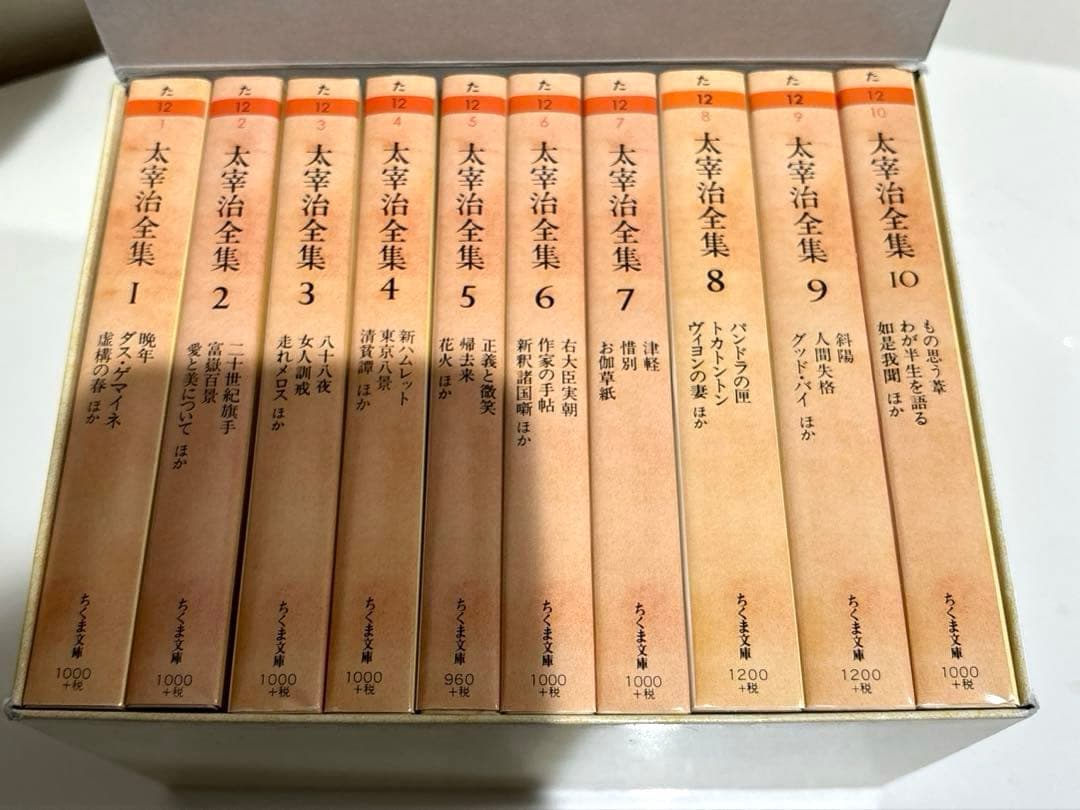 た
12
1
太宰治全集
1
晩年
ダス・ゲマイネ
虚構の春 ほか
ちくま文庫
1000
+税
た
12
2
太宰治全集
2
二十世紀旗手
富嶽百景
愛と美について ほか
ちくま文庫
1000
+税
た
12
3
太宰治全集
3
八十八夜
女人訓戒
走れメロス ほか
ちくま文庫
1000
+税
た
12
4
太宰治全集
4
新ハムレット
東京八景
清貧譚 ほか
ちくま文庫
1000
+税
た
12
5
太宰治全集
5
正義と微笑
帰去来
花火 ほか
ちくま文庫
960
+税
た
12
6
太宰治全集
6
右大臣実朝
作家の手帖
新釈諸国噺 ほか
ちくま文庫
1000
+税
た
12
7
太宰治全集
7
津軽
惜別
お伽草紙
ちくま文庫
1000
+税
た
12
8
太宰治全集
8
パンドラの匣
トカトントン
ヴィヨンの妻 ほか
ちくま文庫
1200
+税
た
12
9
太宰治全集
9
斜陽
人間失格
グッド・バイ ほか
ちくま文庫
1200
+税
た
12
10
太宰治全集
10
もの思う葦
わが半生を語る
如是我聞 ほか
ちくま文庫
1000
+税